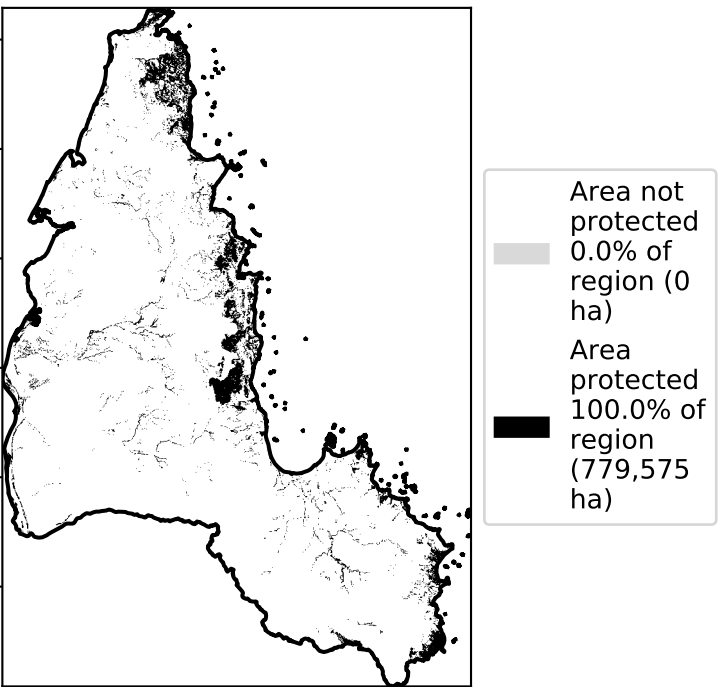 Area not
protected
0.0% of
region (0
ha)
Area
protected
100.0% of
region
(779,575
ha)